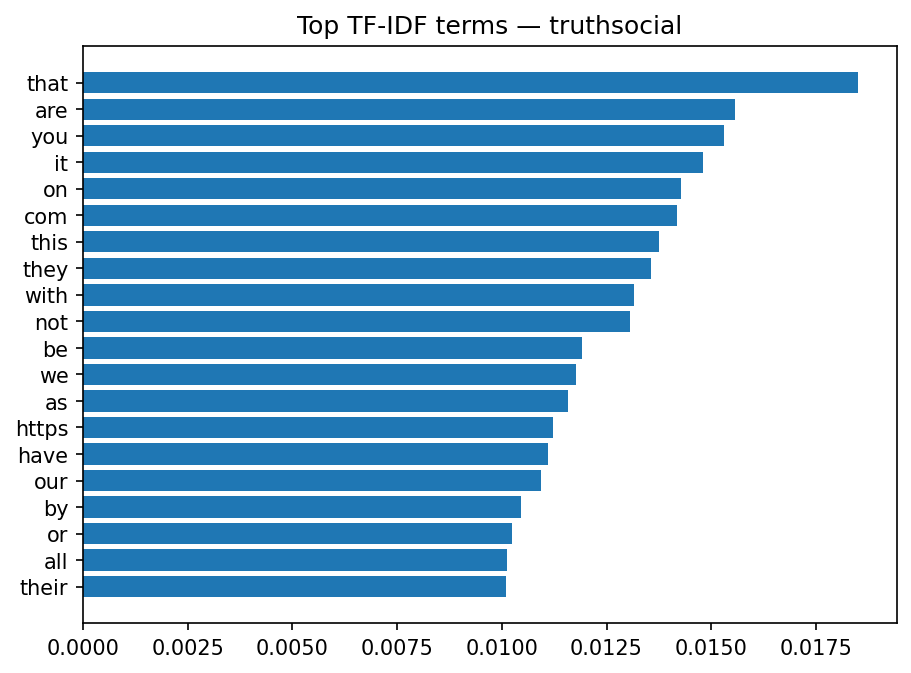 Top TF-IDF terms — truthsocial
that
are
you
it
on
com
this
they
with
not
be
we
as
https
have
our
by
or
all
their
0.0000 0.0025 0.0050 0.0075 0.0100 0.0125 0.0150 0.0175